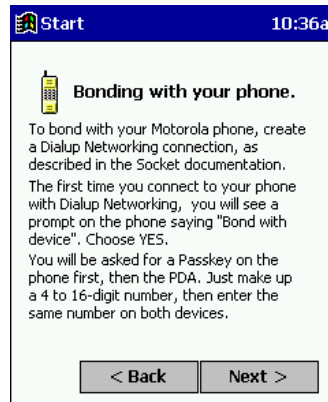 Start 10:36a
Bonding with your phone.
To bond with your Motorola phone, create
a Dialup Networking connection, as
described in the Socket documentation.
The first time you connect to your phone
with Dialup Networking, you will see a
prompt on the phone saying "Bond with
device". Choose YES.
You will be asked for a Passkey on the
phone first, then the PDA. Just make up
a 4 to 16-digit number, then enter the
same number on both devices.
< Back Next >